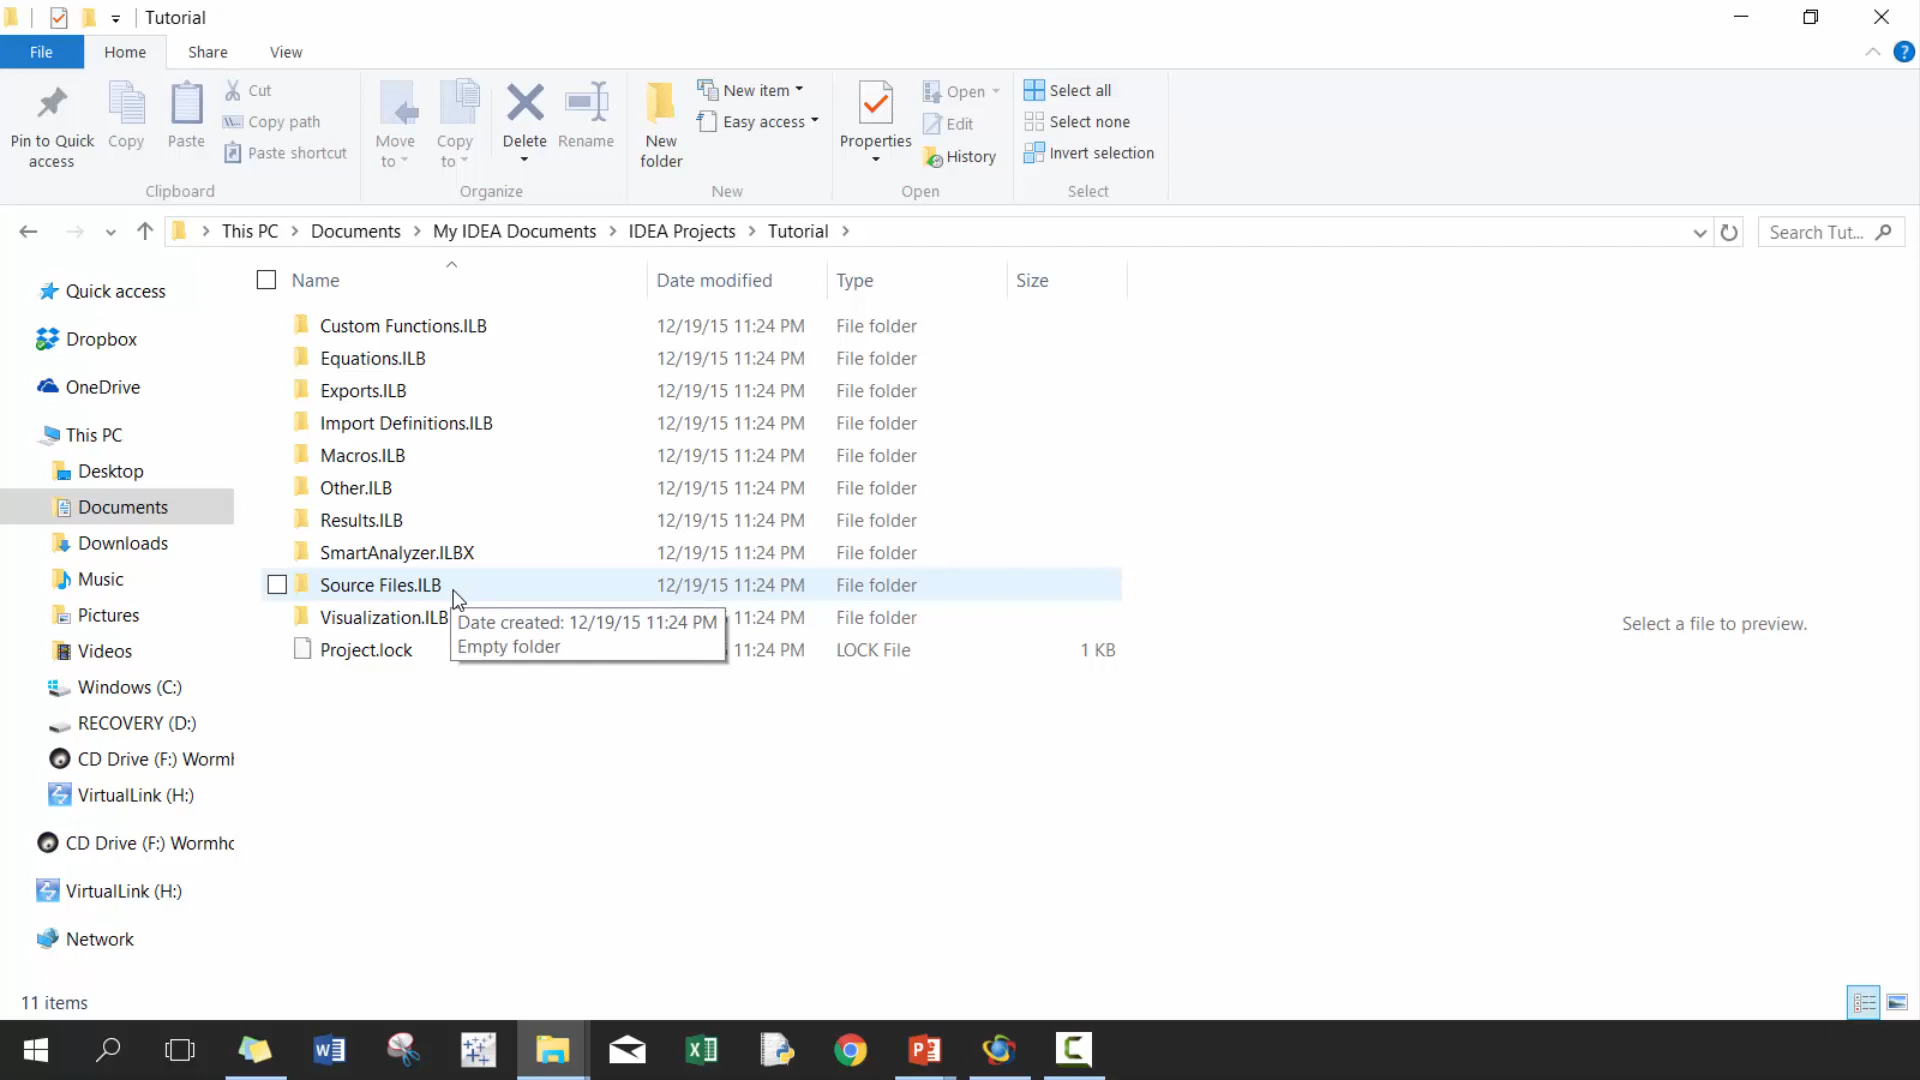 Tutorial
File Home Share View
Pin to Quick access
Copy
Paste
Cut
Copy path
Paste shortcut
Clipboard
Move to
Copy to
Delete
Rename
Organize
New folder
New item
Easy access
New
Properties
Open
Edit
History
Open
Select all
Select none
Invert selection
Select
This PC Documents My IDEA Documents IDEA Projects Tutorial
Search Tut...
Quick access
Dropbox
OneDrive
This PC
Desktop
Documents
Downloads
Music
Pictures
Videos
Windows (C:)
RECOVERY (D:)
CD Drive (F:) Wormh
VirtualLink (H:)
CD Drive (F:) Wormho
VirtualLink (H:)
Network
Name Date modified Type Size
Custom Functions.ILB 12/19/15 11:24 PM File folder
Equations.ILB 12/19/15 11:24 PM File folder
Exports.ILB 12/19/15 11:24 PM File folder
Import Definitions.ILB 12/19/15 11:24 PM File folder
Macros.ILB 12/19/15 11:24 PM File folder
Other.ILB 12/19/15 11:24 PM File folder
Results.ILB 12/19/15 11:24 PM File folder
SmartAnalyzer.ILBX 12/19/15 11:24 PM File folder
Source Files.ILB 12/19/15 11:24 PM File folder
Visualization.ILB 11:24 PM File folder
Project.lock 11:24 PM LOCK File 1 KB
Date created: 12/19/15 11:24 PM
Empty folder
Select a file to preview.
11 items